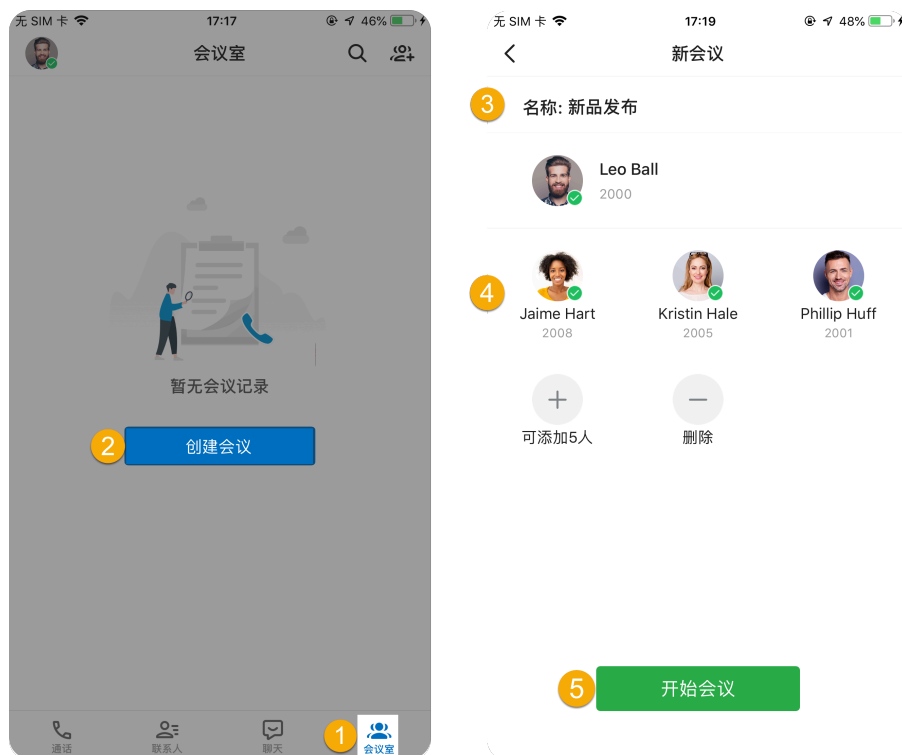 无 SIM 卡 17:17 46%
会议室
暂无会议记录
2 创建会议
通话 联系人 聊天 1 会议室
无 SIM 卡 17:19 48%
新会议
3 名称: 新品发布
Leo Ball
2000
4
Jaime Hart Kristin Hale Phillip Huff
2008 2005 2001
可添加5人 删除
5 开始会议